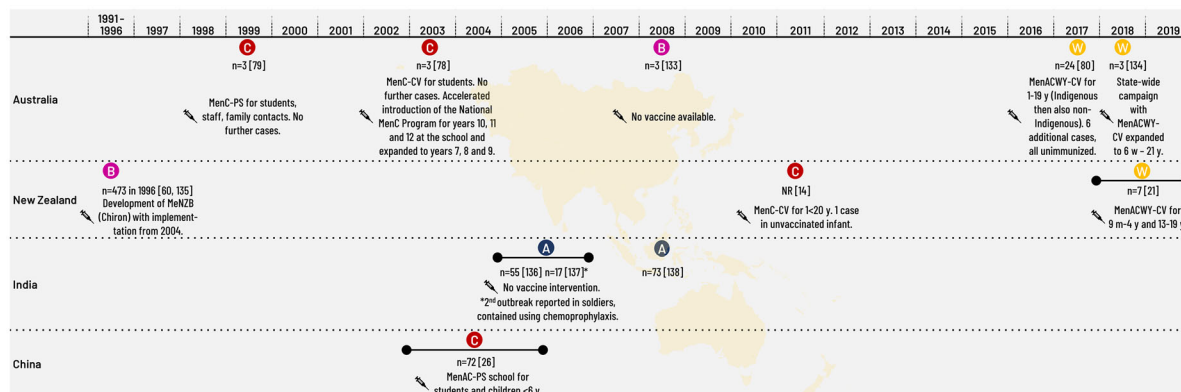 1991-
1996 1997 1998 1999 2000 2001 2002 2003 2004 2005 2006 2007 2008 2009 2010 2011 2012 2013 2014 2015 2016 2017 2018 2019
Australia
C
n=3 [79]
MenC-PS for students,
staff, family contacts. No
further cases.
C
n=3 [78]
MenC-CV for students. No
further cases. Accelerated
introduction of the National
MenC Program for years 10, 11
and 12 at the school and
expanded to years 7, 8 and 9.
B
n=3 [133]
No vaccine available.
W
n=24 [80]
MenACWY-CV for
1-19 y (Indigenous
then also non-
Indigenous). 6
additional cases,
all unimmunized.
W
n=3 [134]
State-wide
campaign
with
MenACWY-
CV expanded
to 6 w - 21 y.
New Zealand
B
n=473 in 1996 [60, 135]
Development of MeNZB
(Chiron) with implemen-
tation from 2004.
C
NR [14]
MenC-CV for 1<20 y. 1 case
in unvaccinated infant.
W
n=7 [21]
MenACWY-CV for
9 m-4 y and 13-19 y
India
A
n=55 [136] n=17 [137]*
No vaccine intervention.
*2nd outbreak reported in soldiers,
contained using chemoprophylaxis.
A
n=73 [138]
China
C
n=72 [26]
MenAC-PS school for
students and children <6 y